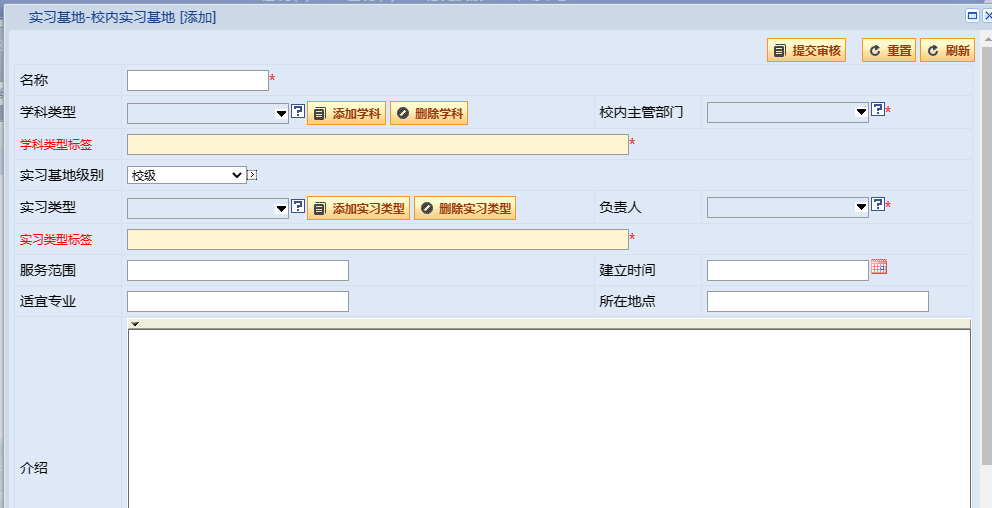 实习基地-校内实习基地 [添加]
提交审核 重置 刷新
名称 *
学科类型 ? 添加学科 删除学科 校内主管部门 ? *
学科类型标签 *
实习基地级别 校级
实习类型 ? 添加实习类型 删除实习类型 负责人 ? *
实习类型标签 *
服务范围 建立时间
适宜专业 所在地点
介绍